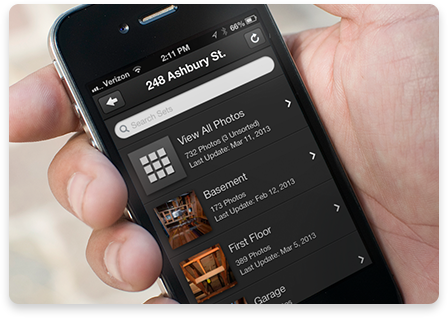 Verizon 2:11 PM 66%
248 Ashbury St.
Search Sets
View All Photos
732 Photos (3 Unsorted)
Last Update: Mar 11, 2013
Basement
173 Photos
Last Update: Feb 12, 2013
First Floor
389 Photos
Last Update: Mar 5, 2013
Garage